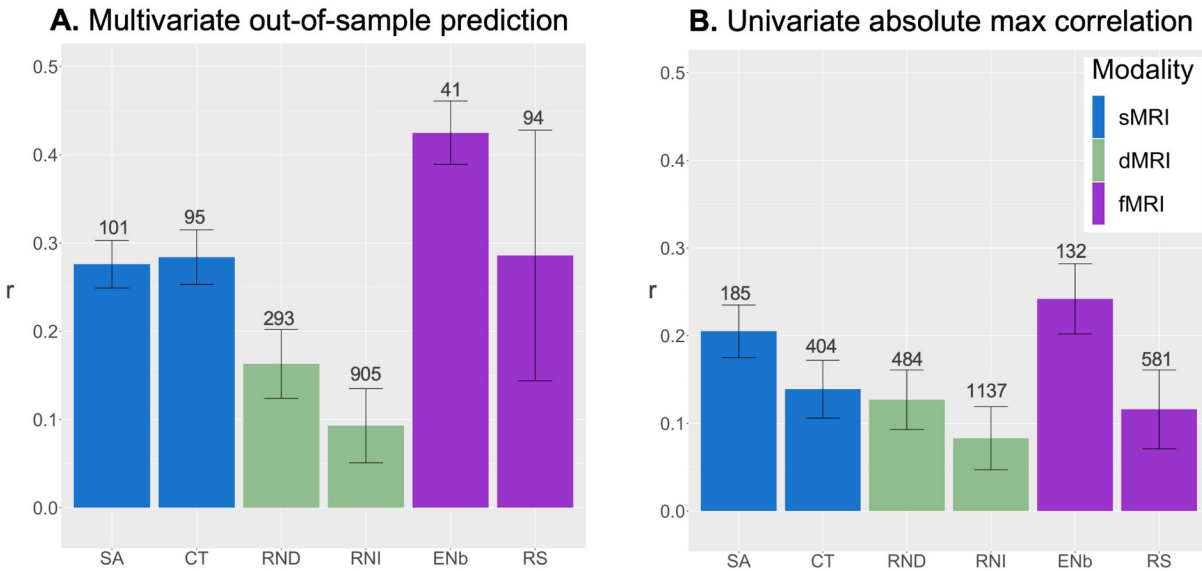 A. Multivariate out-of-sample prediction
0.5
0.4
0.3
0.2
0.1
0.0
r
101
95
293
905
41
94
SA CT RND RNI ENb RS
B. Univariate absolute max correlation
0.5
0.4
0.3
0.2
0.1
0.0
r
185
404
484
1137
132
581
SA CT RND RNI ENb RS
Modality
sMRI
dMRI
fMRI